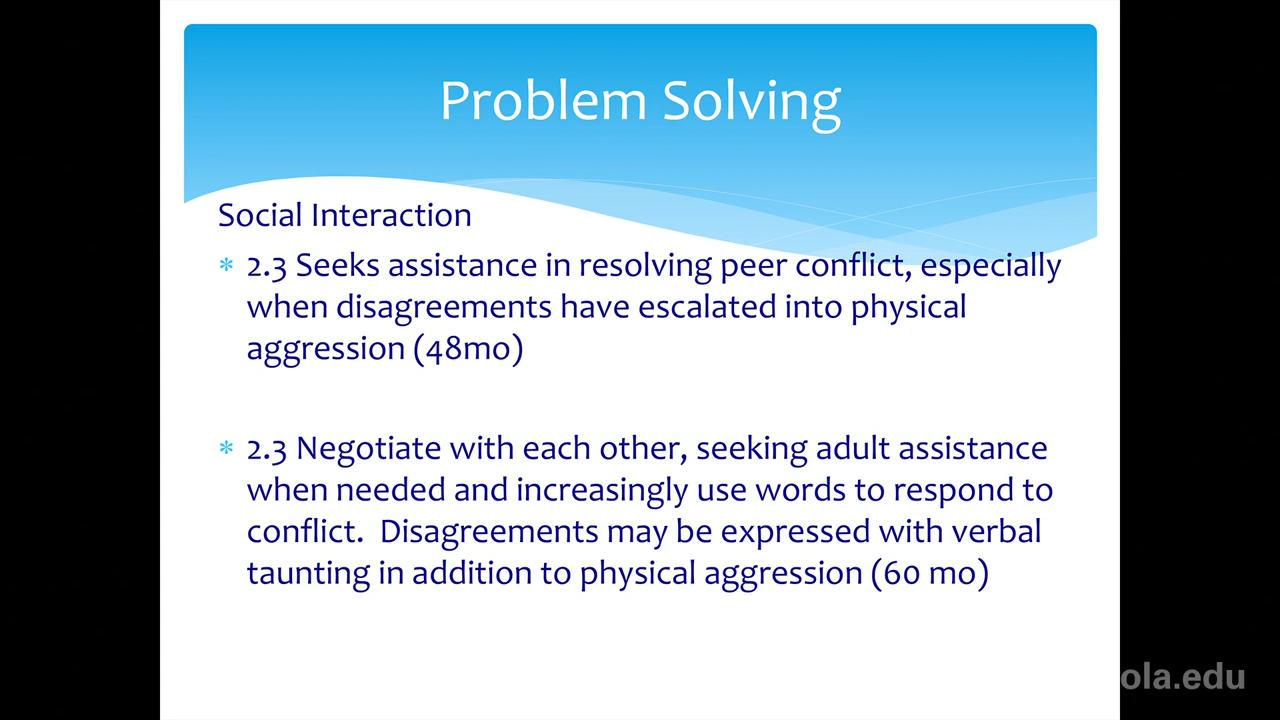 Problem Solving
Social Interaction
* 2.3 Seeks assistance in resolving peer conflict, especially
when disagreements have escalated into physical
aggression (48mo)
* 2.3 Negotiate with each other, seeking adult assistance
when needed and increasingly use words to respond to
conflict.  Disagreements may be expressed with verbal
taunting in addition to physical aggression (60 mo)
ola.edu